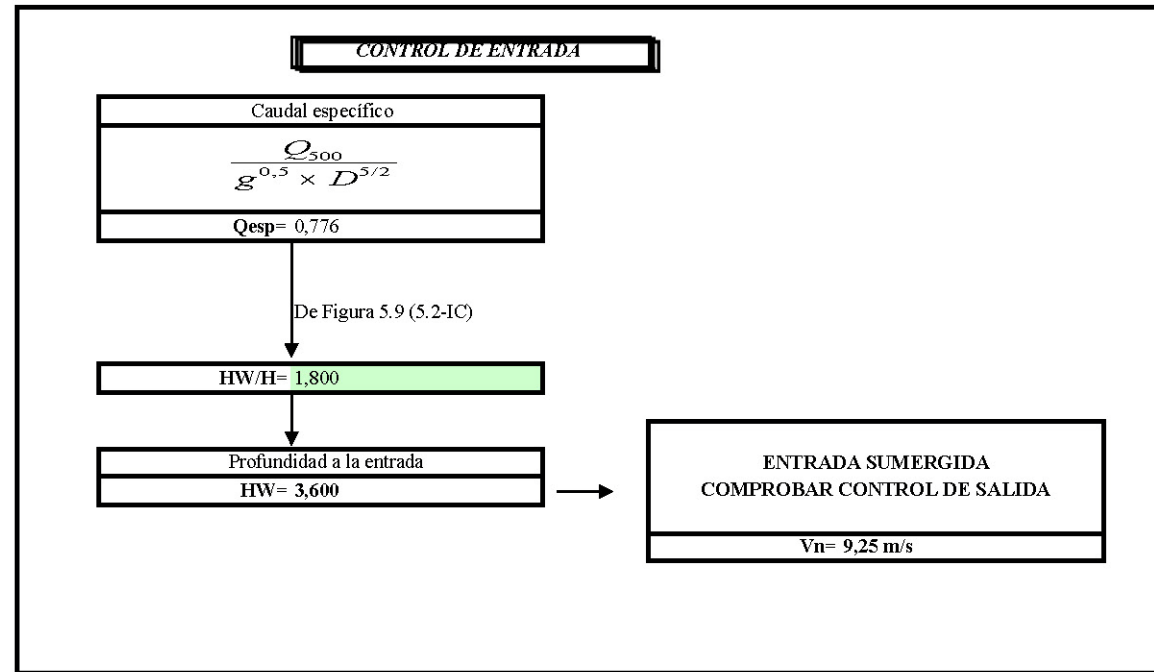 CONTROL DE ENTRADA
Caudal específico
Q500
g^0,5 × D^5/2
Qesp= 0,776
De Figura 5.9 (5.2-IC)
HW/H= 1,800
Profundidad a la entrada
HW= 3,600
ENTRADA SUMERGIDA
COMPROBAR CONTROL DE SALIDA
Vn= 9,25 m/s